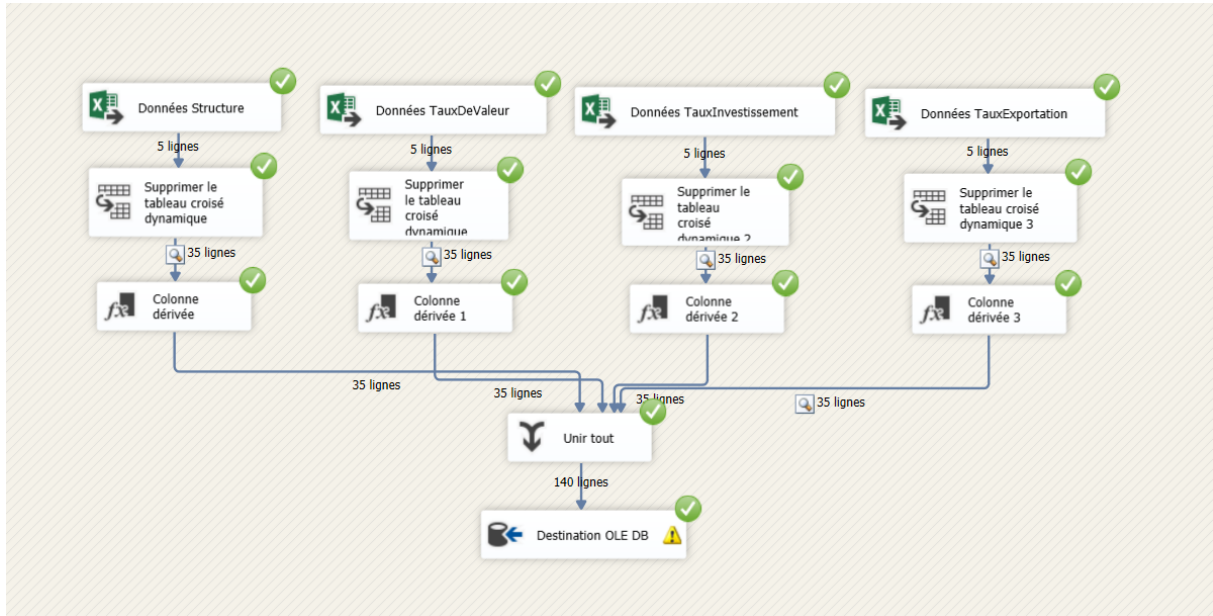 Données Structure
Données TauxDeValeur
Données TauxInvestissement
Données TauxExportation
5 lignes
5 lignes
5 lignes
5 lignes
Supprimer le
tableau croisé
dynamique
Supprimer
le tableau
croisé
dynamique
Supprimer le
tableau
croisé
dynamique 2
Supprimer le
tableau croisé
dynamique 3
35 lignes
35 lignes
35 lignes
35 lignes
Colonne
dérivée
Colonne
dérivée 1
Colonne
dérivée 2
Colonne
dérivée 3
35 lignes
35 lignes
35 lignes
35 lignes
Unir tout
140 lignes
Destination OLE DB